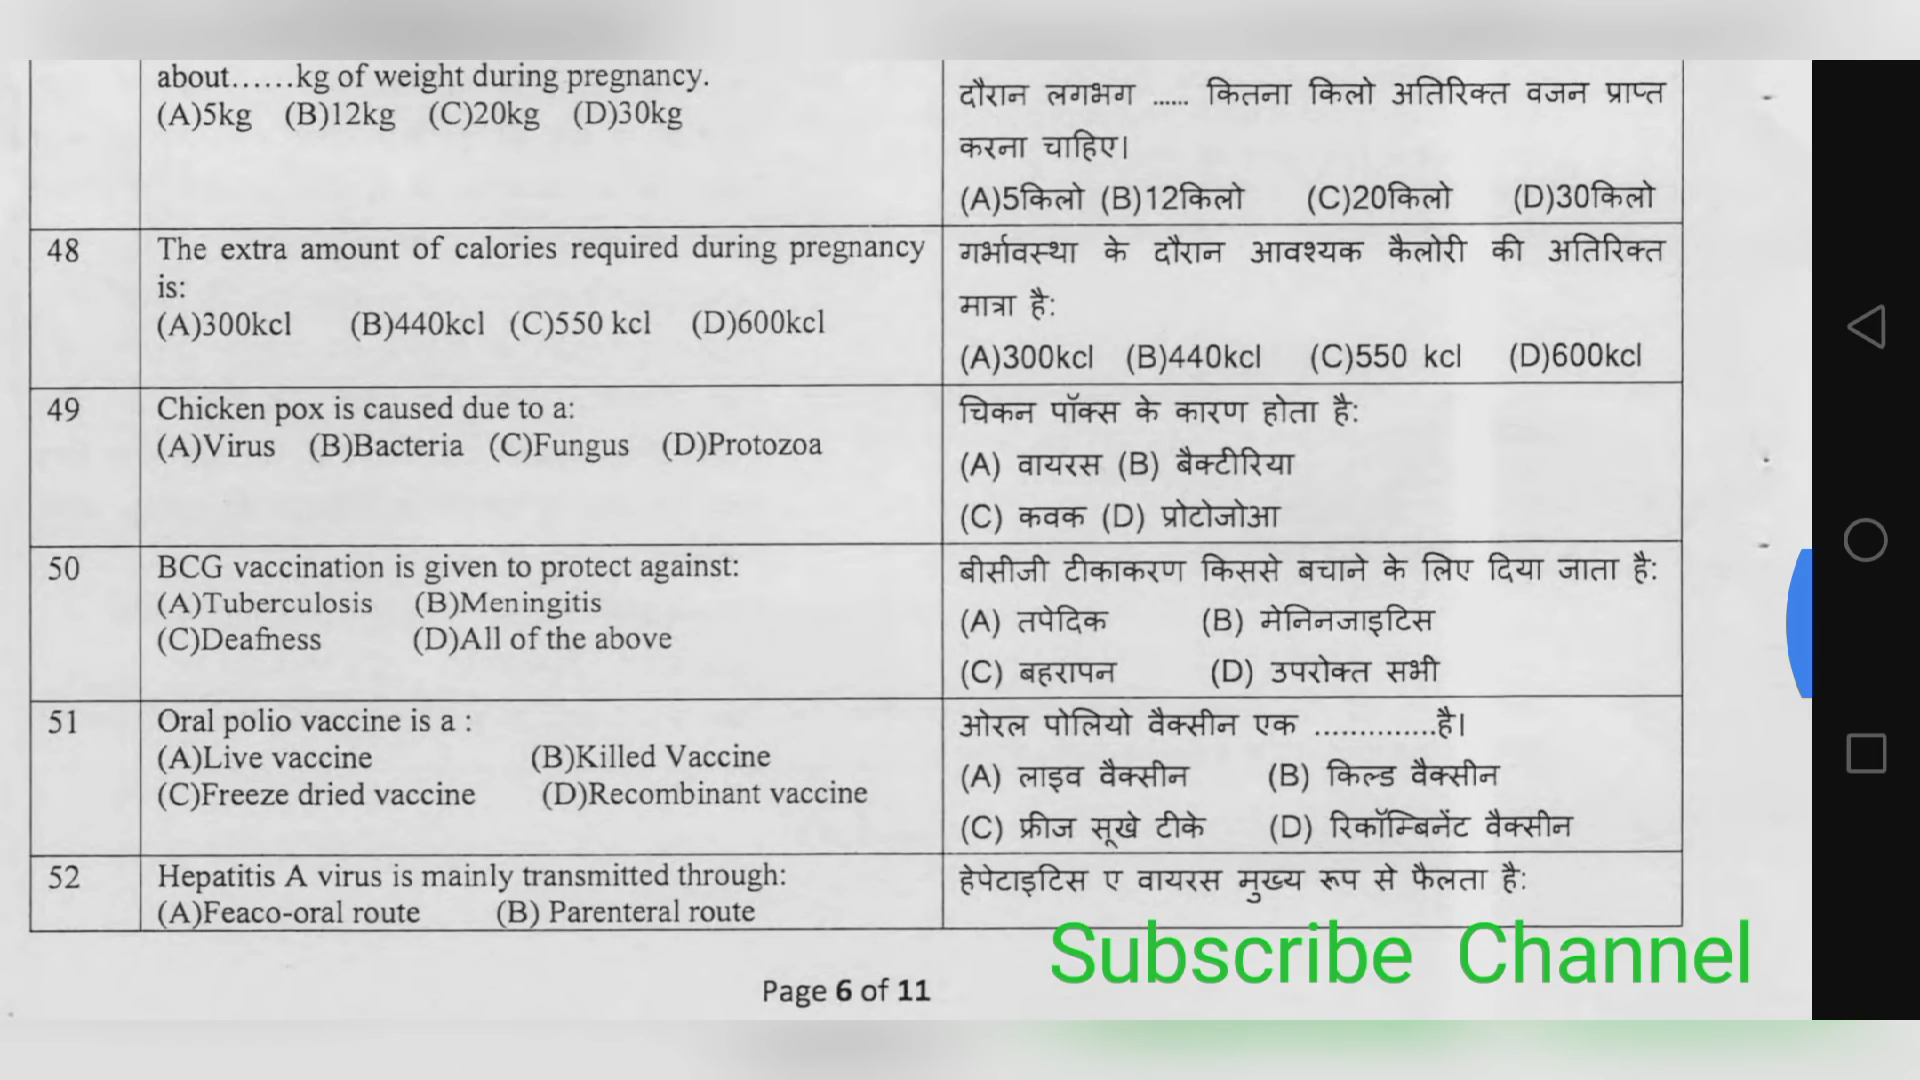 about......kg of weight during pregnancy.
(A)5kg (B)12kg (C)20kg (D)30kg
दौरान लगभग ...... कितना किलो अतिरिक्त वजन प्राप्त
करना चाहिए।
(A)5किलो (B)12किलो (C)20किलो (D)30किलो
48 The extra amount of calories required during pregnancy
is:
(A)300kcl (B)440kcl (C)550 kcl (D)600kcl
गर्भावस्था के दौरान आवश्यक कैलोरी की अतिरिक्त
मात्रा है:
(A)300kcl (B)440kcl (C)550 kcl (D)600kcl
49 Chicken pox is caused due to a:
(A)Virus (B)Bacteria (C)Fungus (D)Protozoa
चिकन पॉक्स के कारण होता है:
(A) वायरस (B) बैक्टीरिया
(C) कवक (D) प्रोटोजोआ
50 BCG vaccination is given to protect against:
(A)Tuberculosis (B)Meningitis
(C)Deafness (D)All of the above
बीसीजी टीकाकरण किससे बचाने के लिए दिया जाता है:
(A) तपेदिक (B) मेनिनजाइटिस
(C) बहरापन (D) उपरोक्त सभी
51 Oral polio vaccine is a :
(A)Live vaccine (B)Killed Vaccine
(C)Freeze dried vaccine (D)Recombinant vaccine
ओरल पोलियो वैक्सीन एक ..............है।
(A) लाइव वैक्सीन (B) किल्ड वैक्सीन
(C) फ्रीज सूखे टीके (D) रिकॉम्बिनेंट वैक्सीन
52 Hepatitis A virus is mainly transmitted through:
(A)Feaco-oral route (B) Parenteral route
हेपेटाइटिस ए वायरस मुख्य रूप से फैलता है:
Subscribe Channel
Page 6 of 11